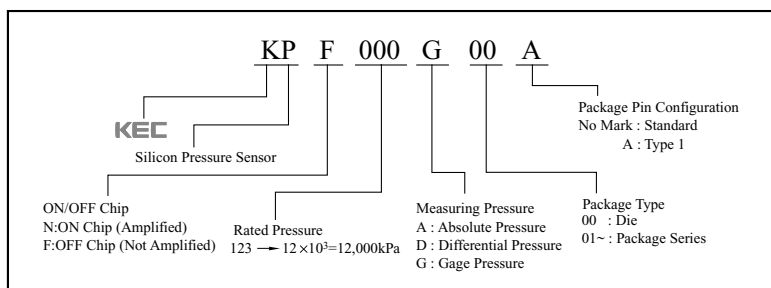 KP F 000 G 00 A
KEC
Silicon Pressure Sensor
Package Pin Configuration
No Mark : Standard
A : Type 1
ON/OFF Chip
N:ON Chip (Amplified)
F:OFF Chip (Not Amplified)
Rated Pressure
123 → 12×10³=12,000kPa
Measuring Pressure
A : Absolute Pressure
D : Differential Pressure
G : Gage Pressure
Package Type
00 : Die
01~ : Package Series